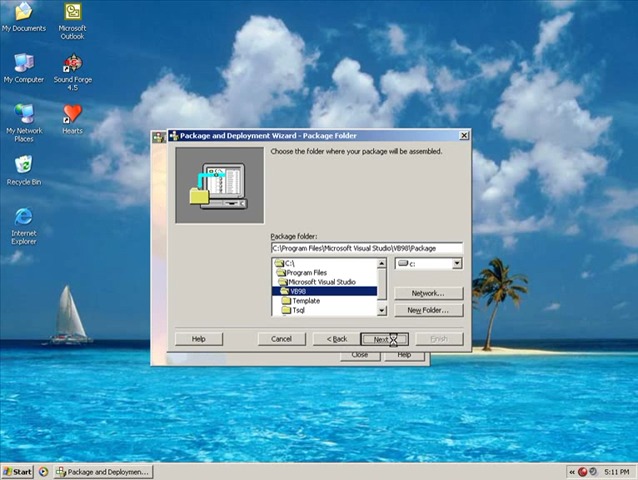 My Documents
Microsoft
Outlook
My Computer
Sound Forge
4.5
My Network
Places
Hearts
Recycle Bin
Internet
Explorer
Package and Deployment Wizard - Package Folder
Choose the folder where your package will be assembled.
Package folder:
C:\Program Files\Microsoft Visual Studio\VB98\Package
C:\
Program Files
Microsoft Visual Studio
VB98
Template
Tsql
c:
Network...
New Folder...
Help
Cancel
< Back
Next
Finish
Close
Help
Start
Package and Deploymen...
5:11 PM